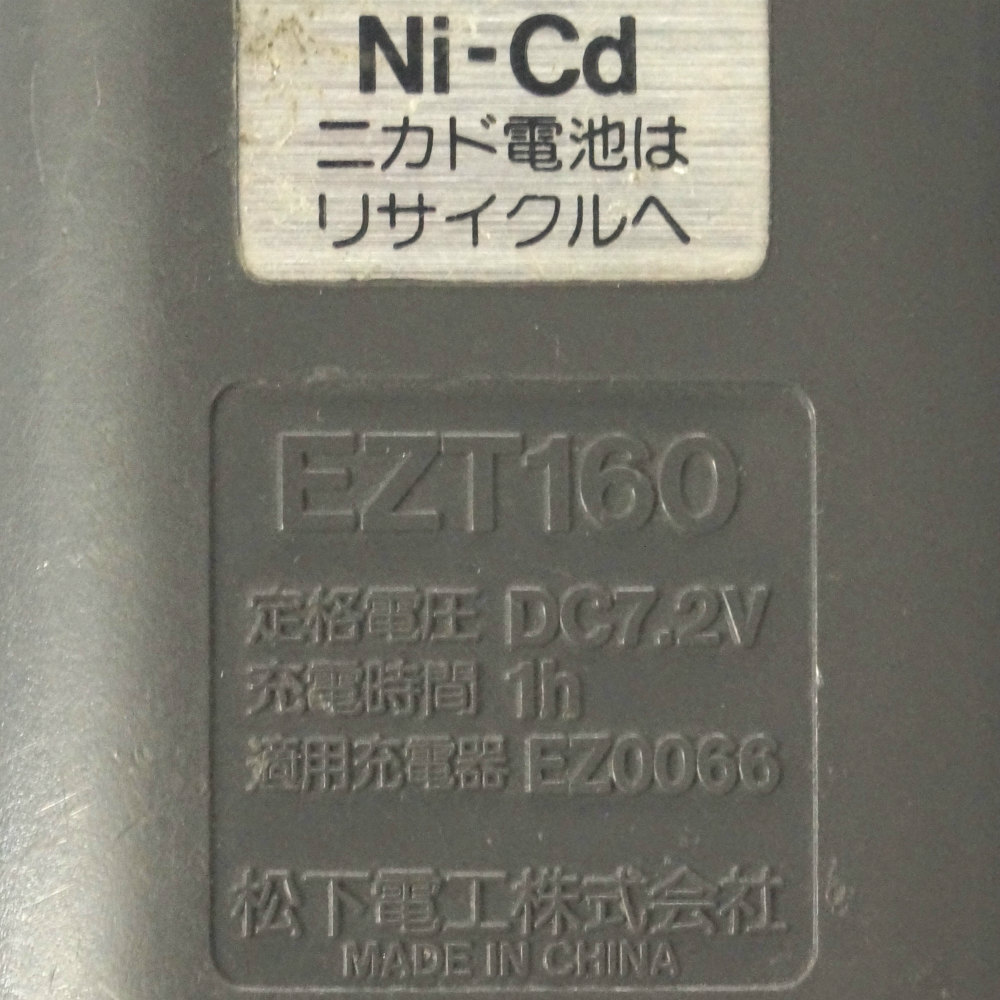 Ni-Cd
ニカド電池は
リサイクルへ
EZT160
定格電圧 DC7.2V
充電時間 1h
適用充電器 EZ0066
松下電工株式会社
MADE IN CHINA